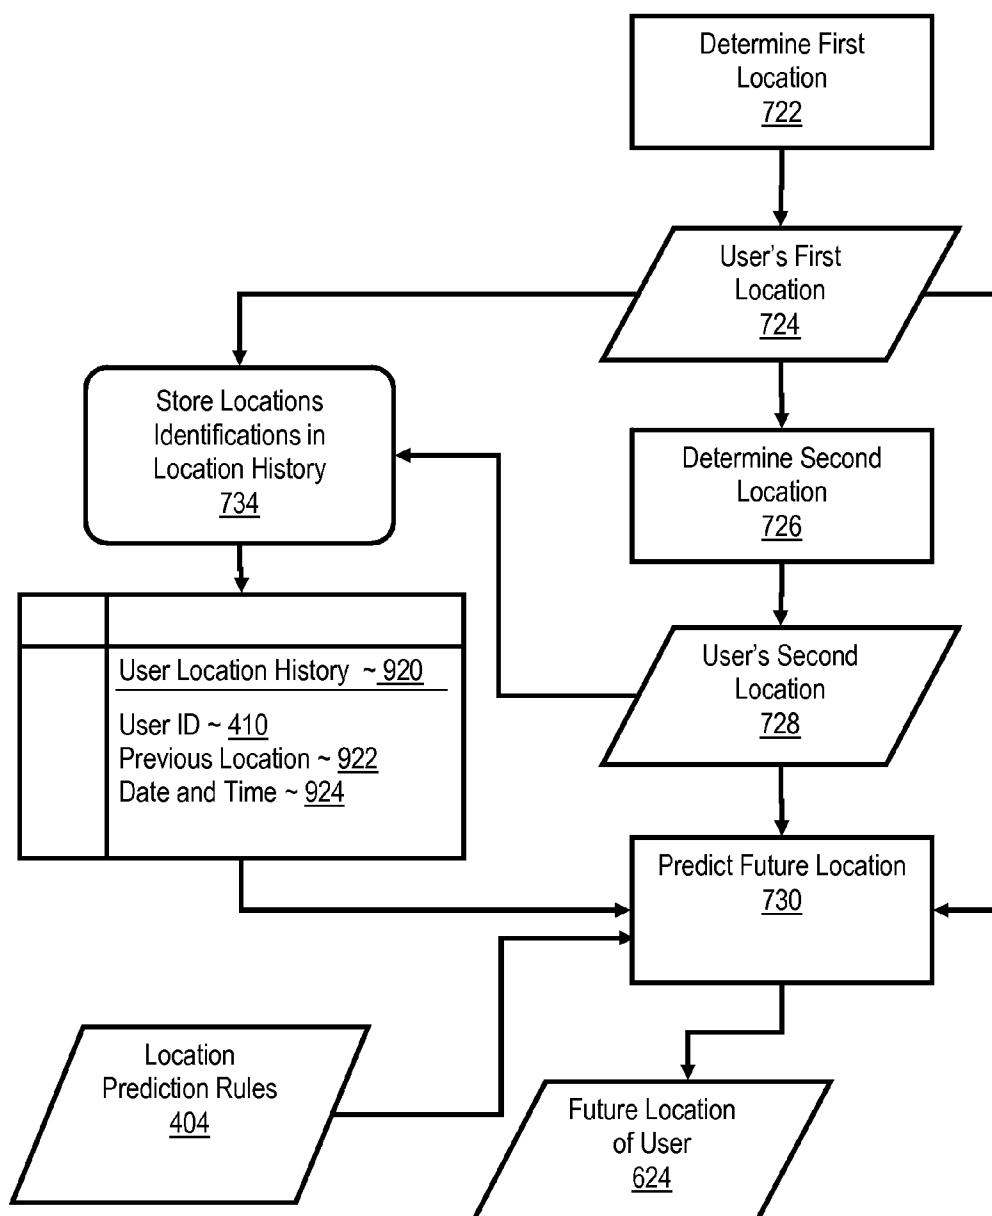 Determine First
Location
722
User's First
Location
724
Store Locations
Identifications in
Location History
734
Determine Second
Location
726
User Location History ~ 920
User ID ~ 410
Previous Location ~ 922
Date and Time ~ 924
User's Second
Location
728
Predict Future Location
730
Location
Prediction Rules
404
Future Location
of User
624